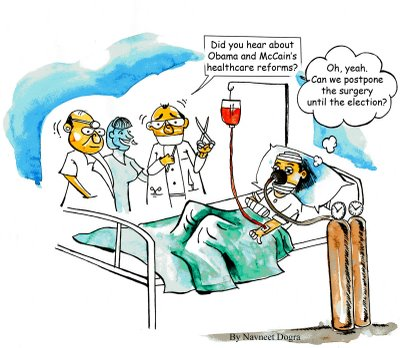 Did you hear about
Obama and McCain's
healthcare reforms?
Oh, yeah.
Can we postpone
the surgery
until the election?
By Navneet Dogra